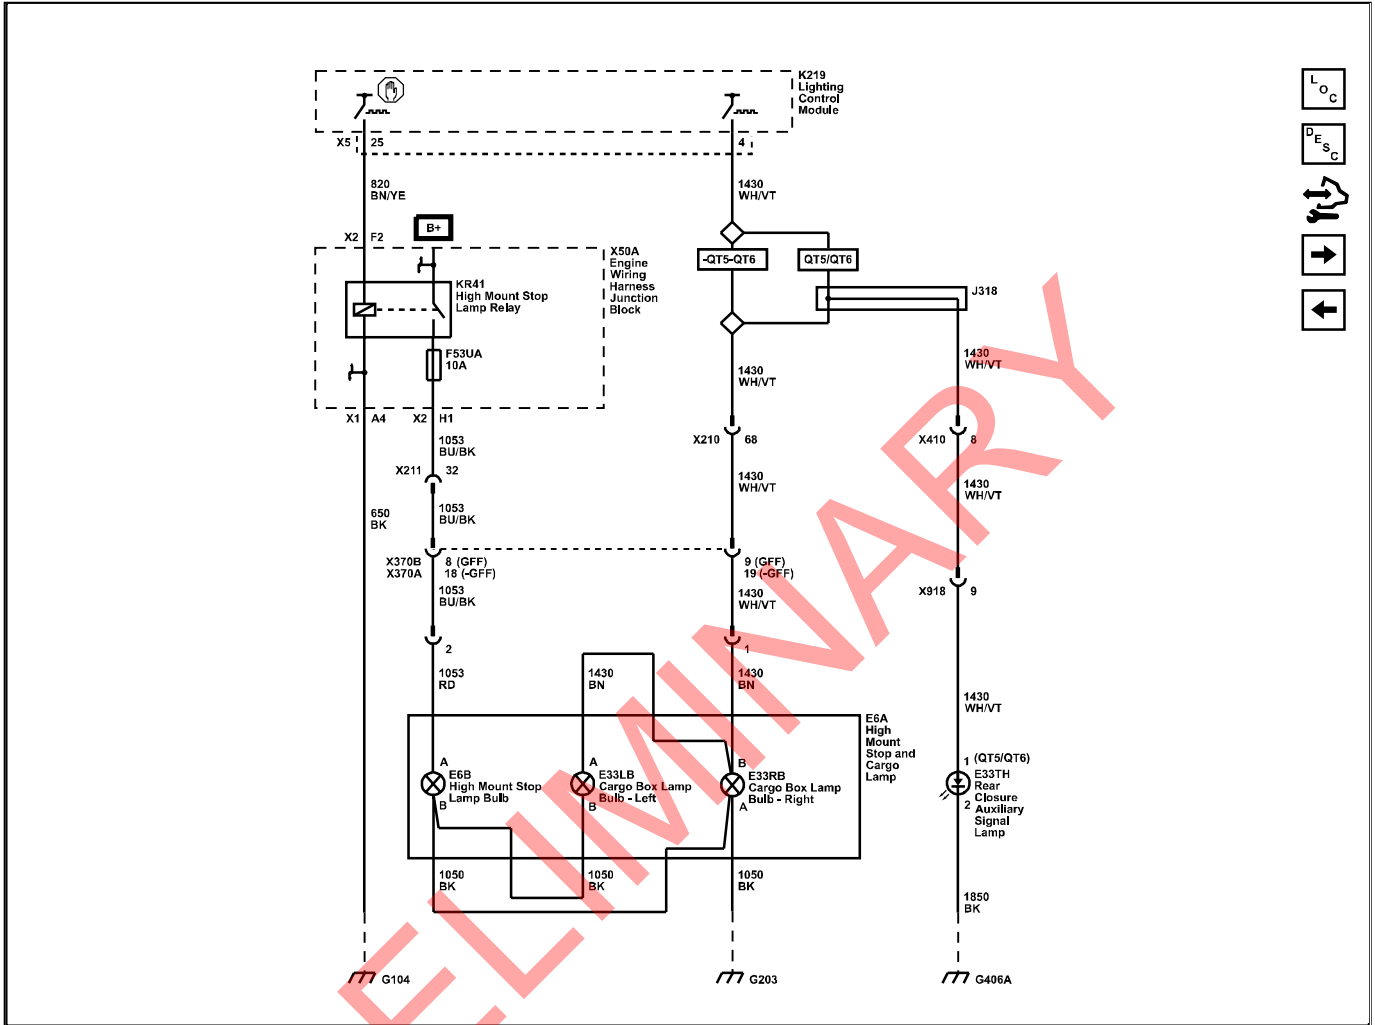 K219
Lighting
Control
Module
L
O
C
D
E
S
C
X5 25
4
820
BN/YE
1430
WH/VT
B+
X2 F2
X50A
Engine
Wiring
Harness
Junction
Block
-QT5-QT6
QT5/QT6
KR41
High Mount Stop
Lamp Relay
J318
F53UA
10A
1430
WH/VT
1430
WH/VT
X1 A4
X2 H1
1053
BU/BK
X210 68
X410 8
X211 32
1430
WH/VT
1430
WH/VT
650
BK
1053
BU/BK
X370B 8 (GFF)
X370A 18 (-GFF)
9 (GFF)
19 (-GFF)
1053
BU/BK
1430
WH/VT
X918 9
2
1
1053
RD
1430
BN
1430
BN
1430
WH/VT
E6A
High
Mount
Stop and
Cargo
Lamp
A
E6B
High Mount Stop
Lamp Bulb
B
A
E33LB
Cargo Box Lamp
Bulb - Left
B
B
E33RB
Cargo Box Lamp
Bulb - Right
A
1 (QT5/QT6)
E33TH
Rear
Closure
Auxiliary
Signal
Lamp
2
1050
BK
1050
BK
1050
BK
1850
BK
G104
G203
G406A
ELIMINARY